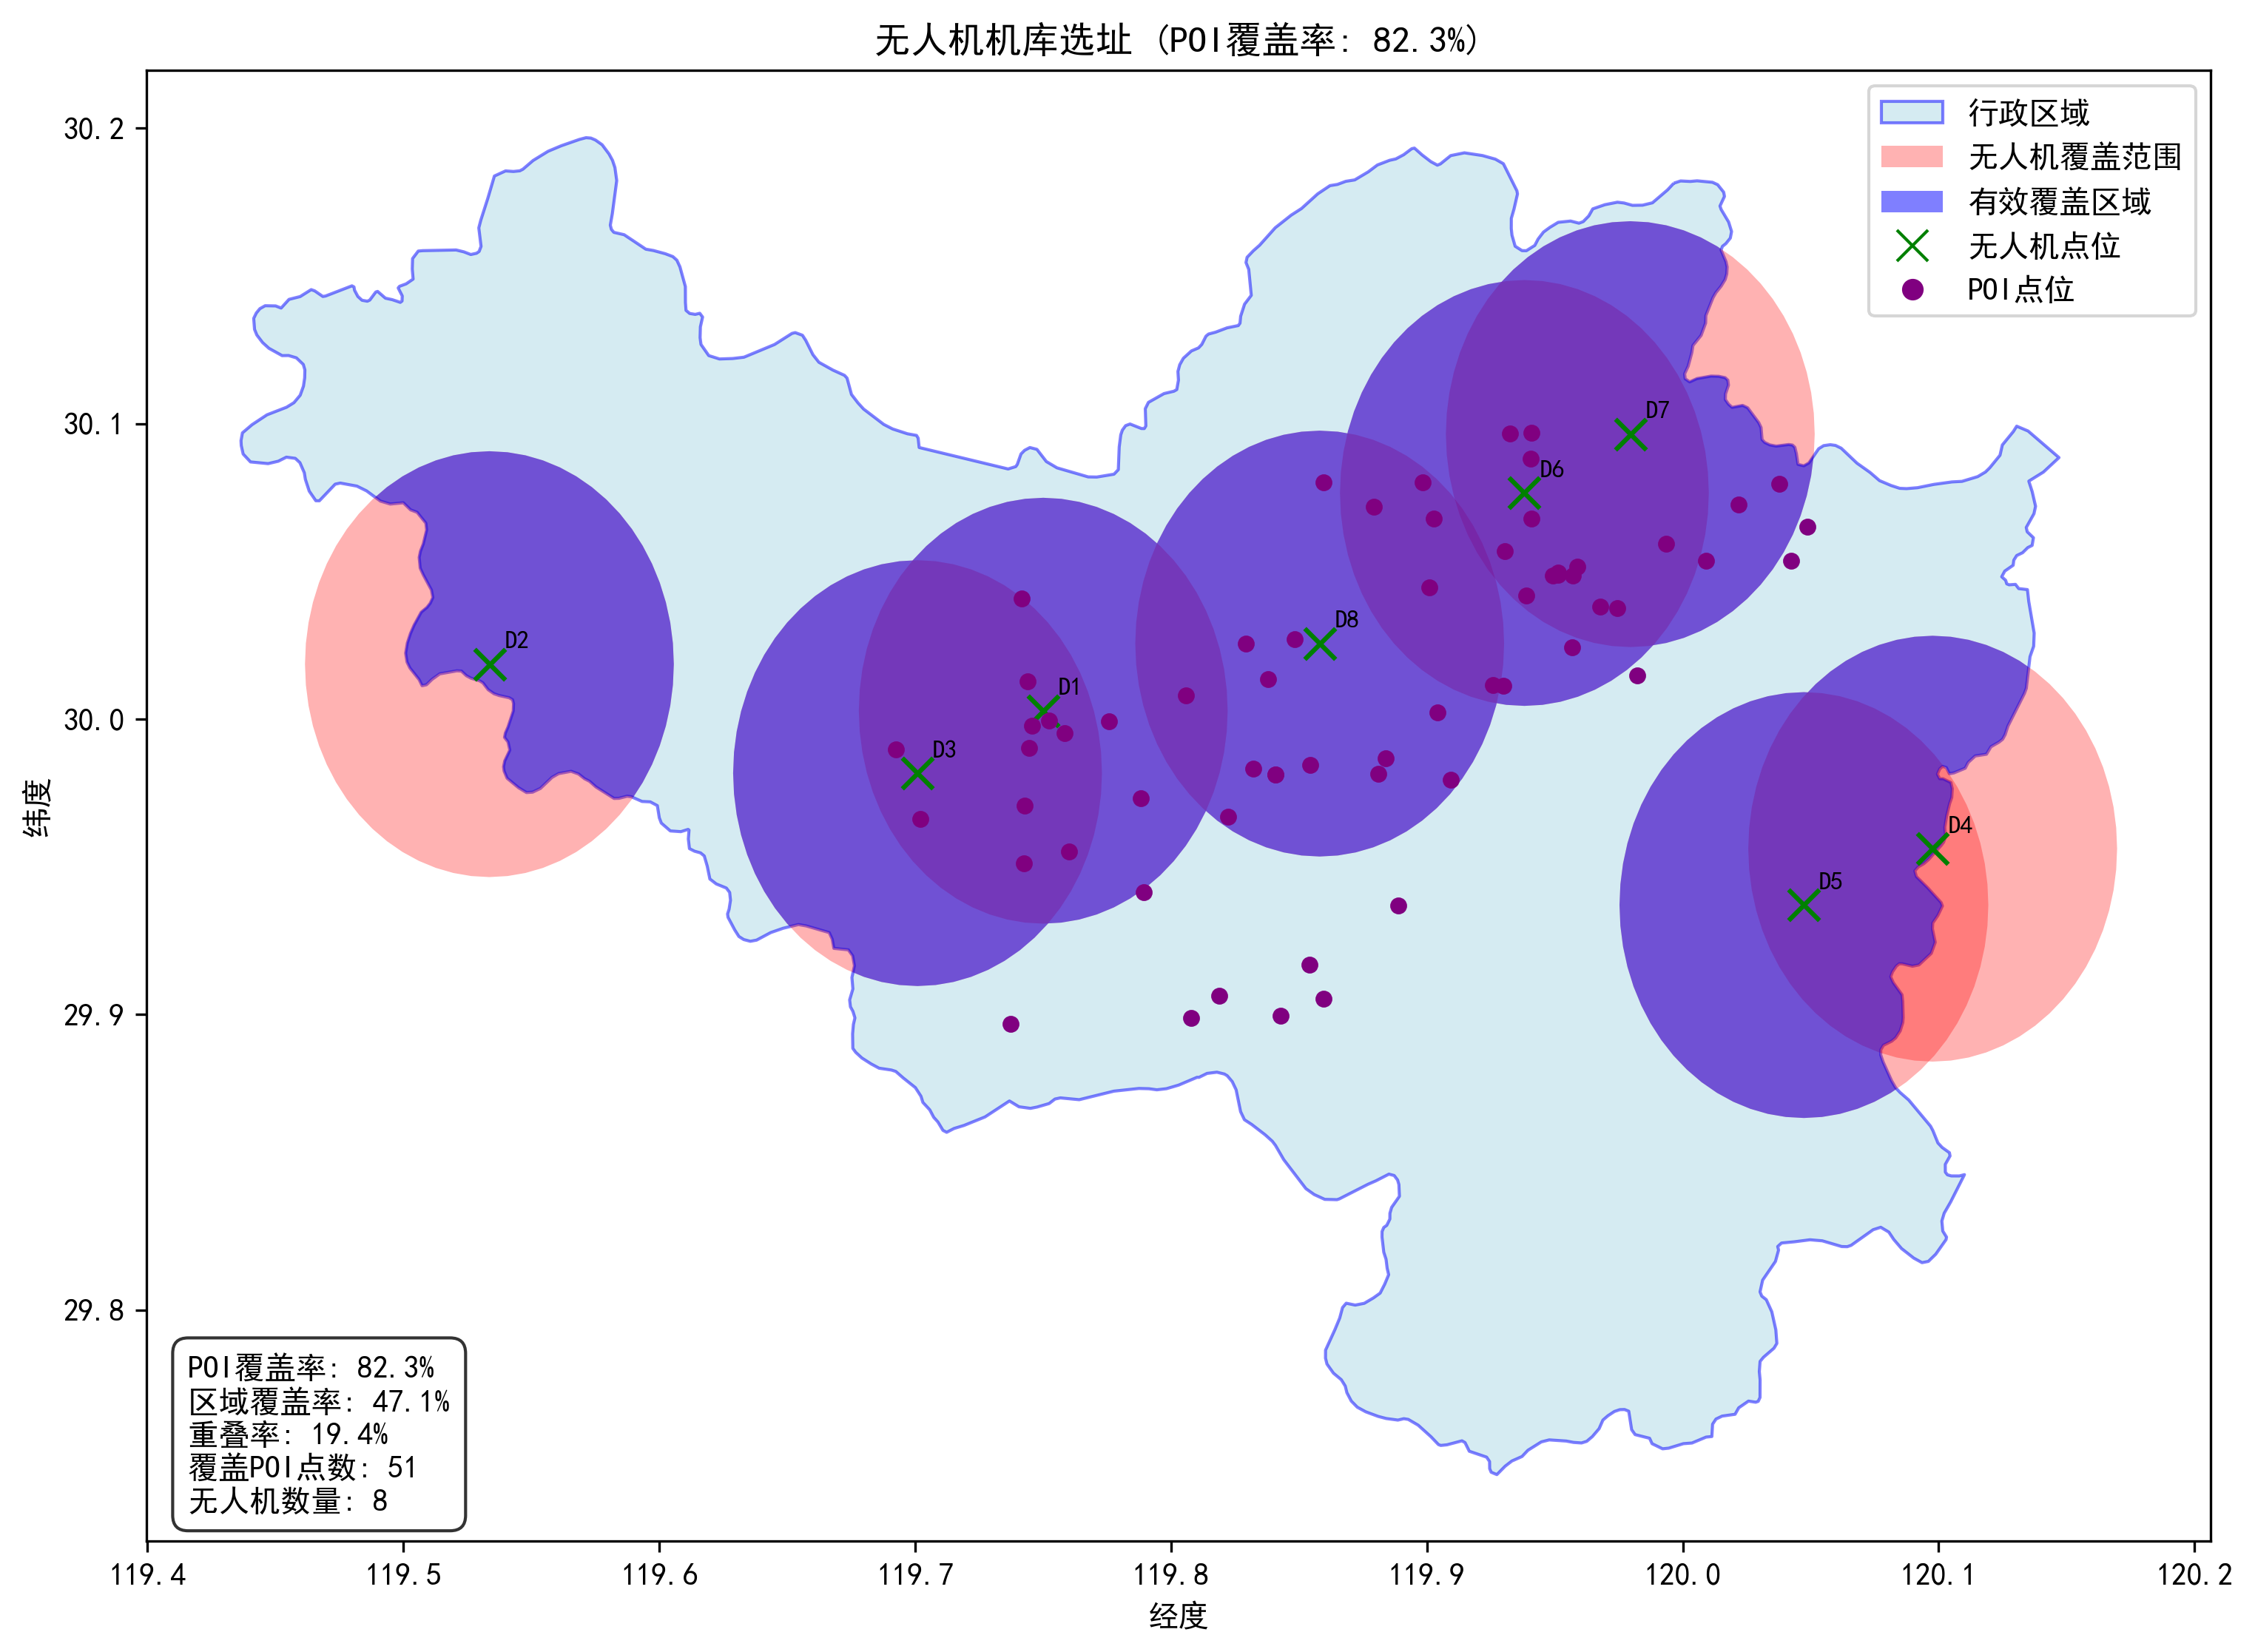 无人机机库选址 (POI覆盖率: 82.3%)
行政区域
无人机覆盖范围
有效覆盖区域
无人机点位
POI点位
30.2
30.1
30.0
29.9
29.8
纬度
D7
D6
D8
D2
D1
D3
D4
D5
POI覆盖率: 82.3%
区域覆盖率: 47.1%
重叠率: 19.4%
覆盖POI点数: 51
无人机数量: 8
119.4
119.5
119.6
119.7
119.8
119.9
120.0
120.1
120.2
经度